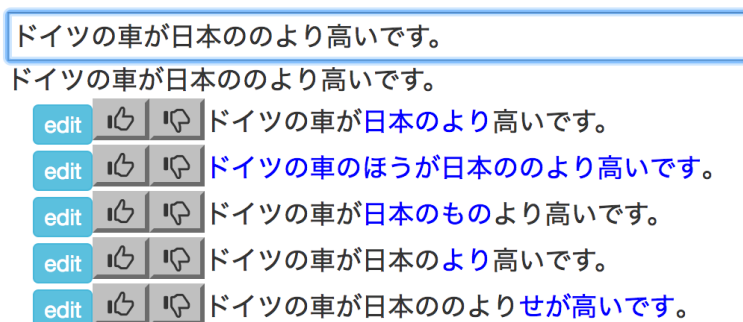 ドイツの車が日本ののより高いです。
ドイツの車が日本ののより高いです。
edit ドイツの車が日本のより高いです。
edit ドイツの車のほうが日本ののより高いです。
edit ドイツの車が日本のものより高いです。
edit ドイツの車が日本のより高いです。
edit ドイツの車が日本ののよりせが高いです。